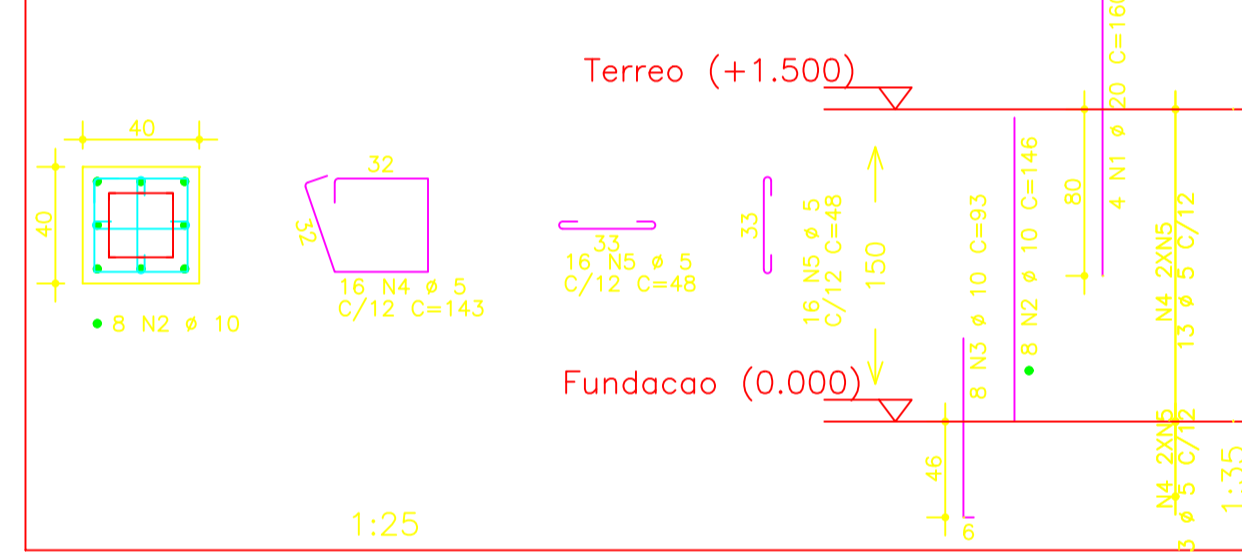 Terreo (+1.500)
40
40
8 N2 ø 10
32
32
16 N4 ø 5
C/12 C=143
33
16 N5 ø 5
C/12 C=48
33
16 N5 ø 5
C/12 C=48
150
Fundacao (0.000)
8 N3 ø 10 C=93
8 N2 ø 10 C=146
80
4 N1 ø 20 C=160
N4 2XN5
13 ø 5 C/12
N4 2XN5
3 ø 5 C/12
46
6
1:25
1:35